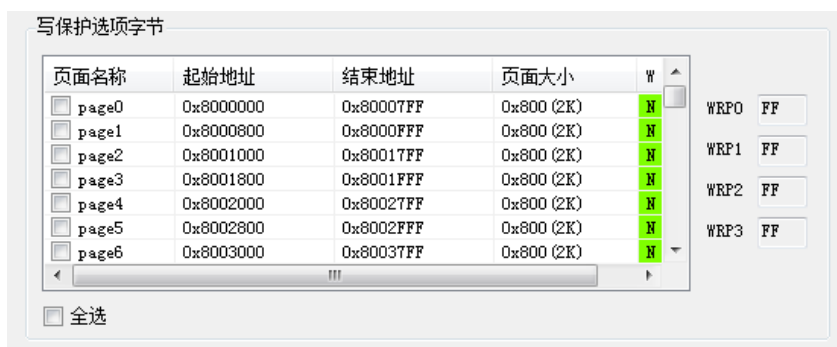 写保护选项字节
页面名称 起始地址 结束地址 页面大小 W
page0 0x8000000 0x80007FF 0x800 (2K) N
page1 0x8000800 0x8000FFF 0x800 (2K) N
page2 0x8001000 0x80017FF 0x800 (2K) N
page3 0x8001800 0x8001FFF 0x800 (2K) N
page4 0x8002000 0x80027FF 0x800 (2K) N
page5 0x8002800 0x8002FFF 0x800 (2K) N
page6 0x8003000 0x80037FF 0x800 (2K) N
WRP0 FF
WRP1 FF
WRP2 FF
WRP3 FF
全选